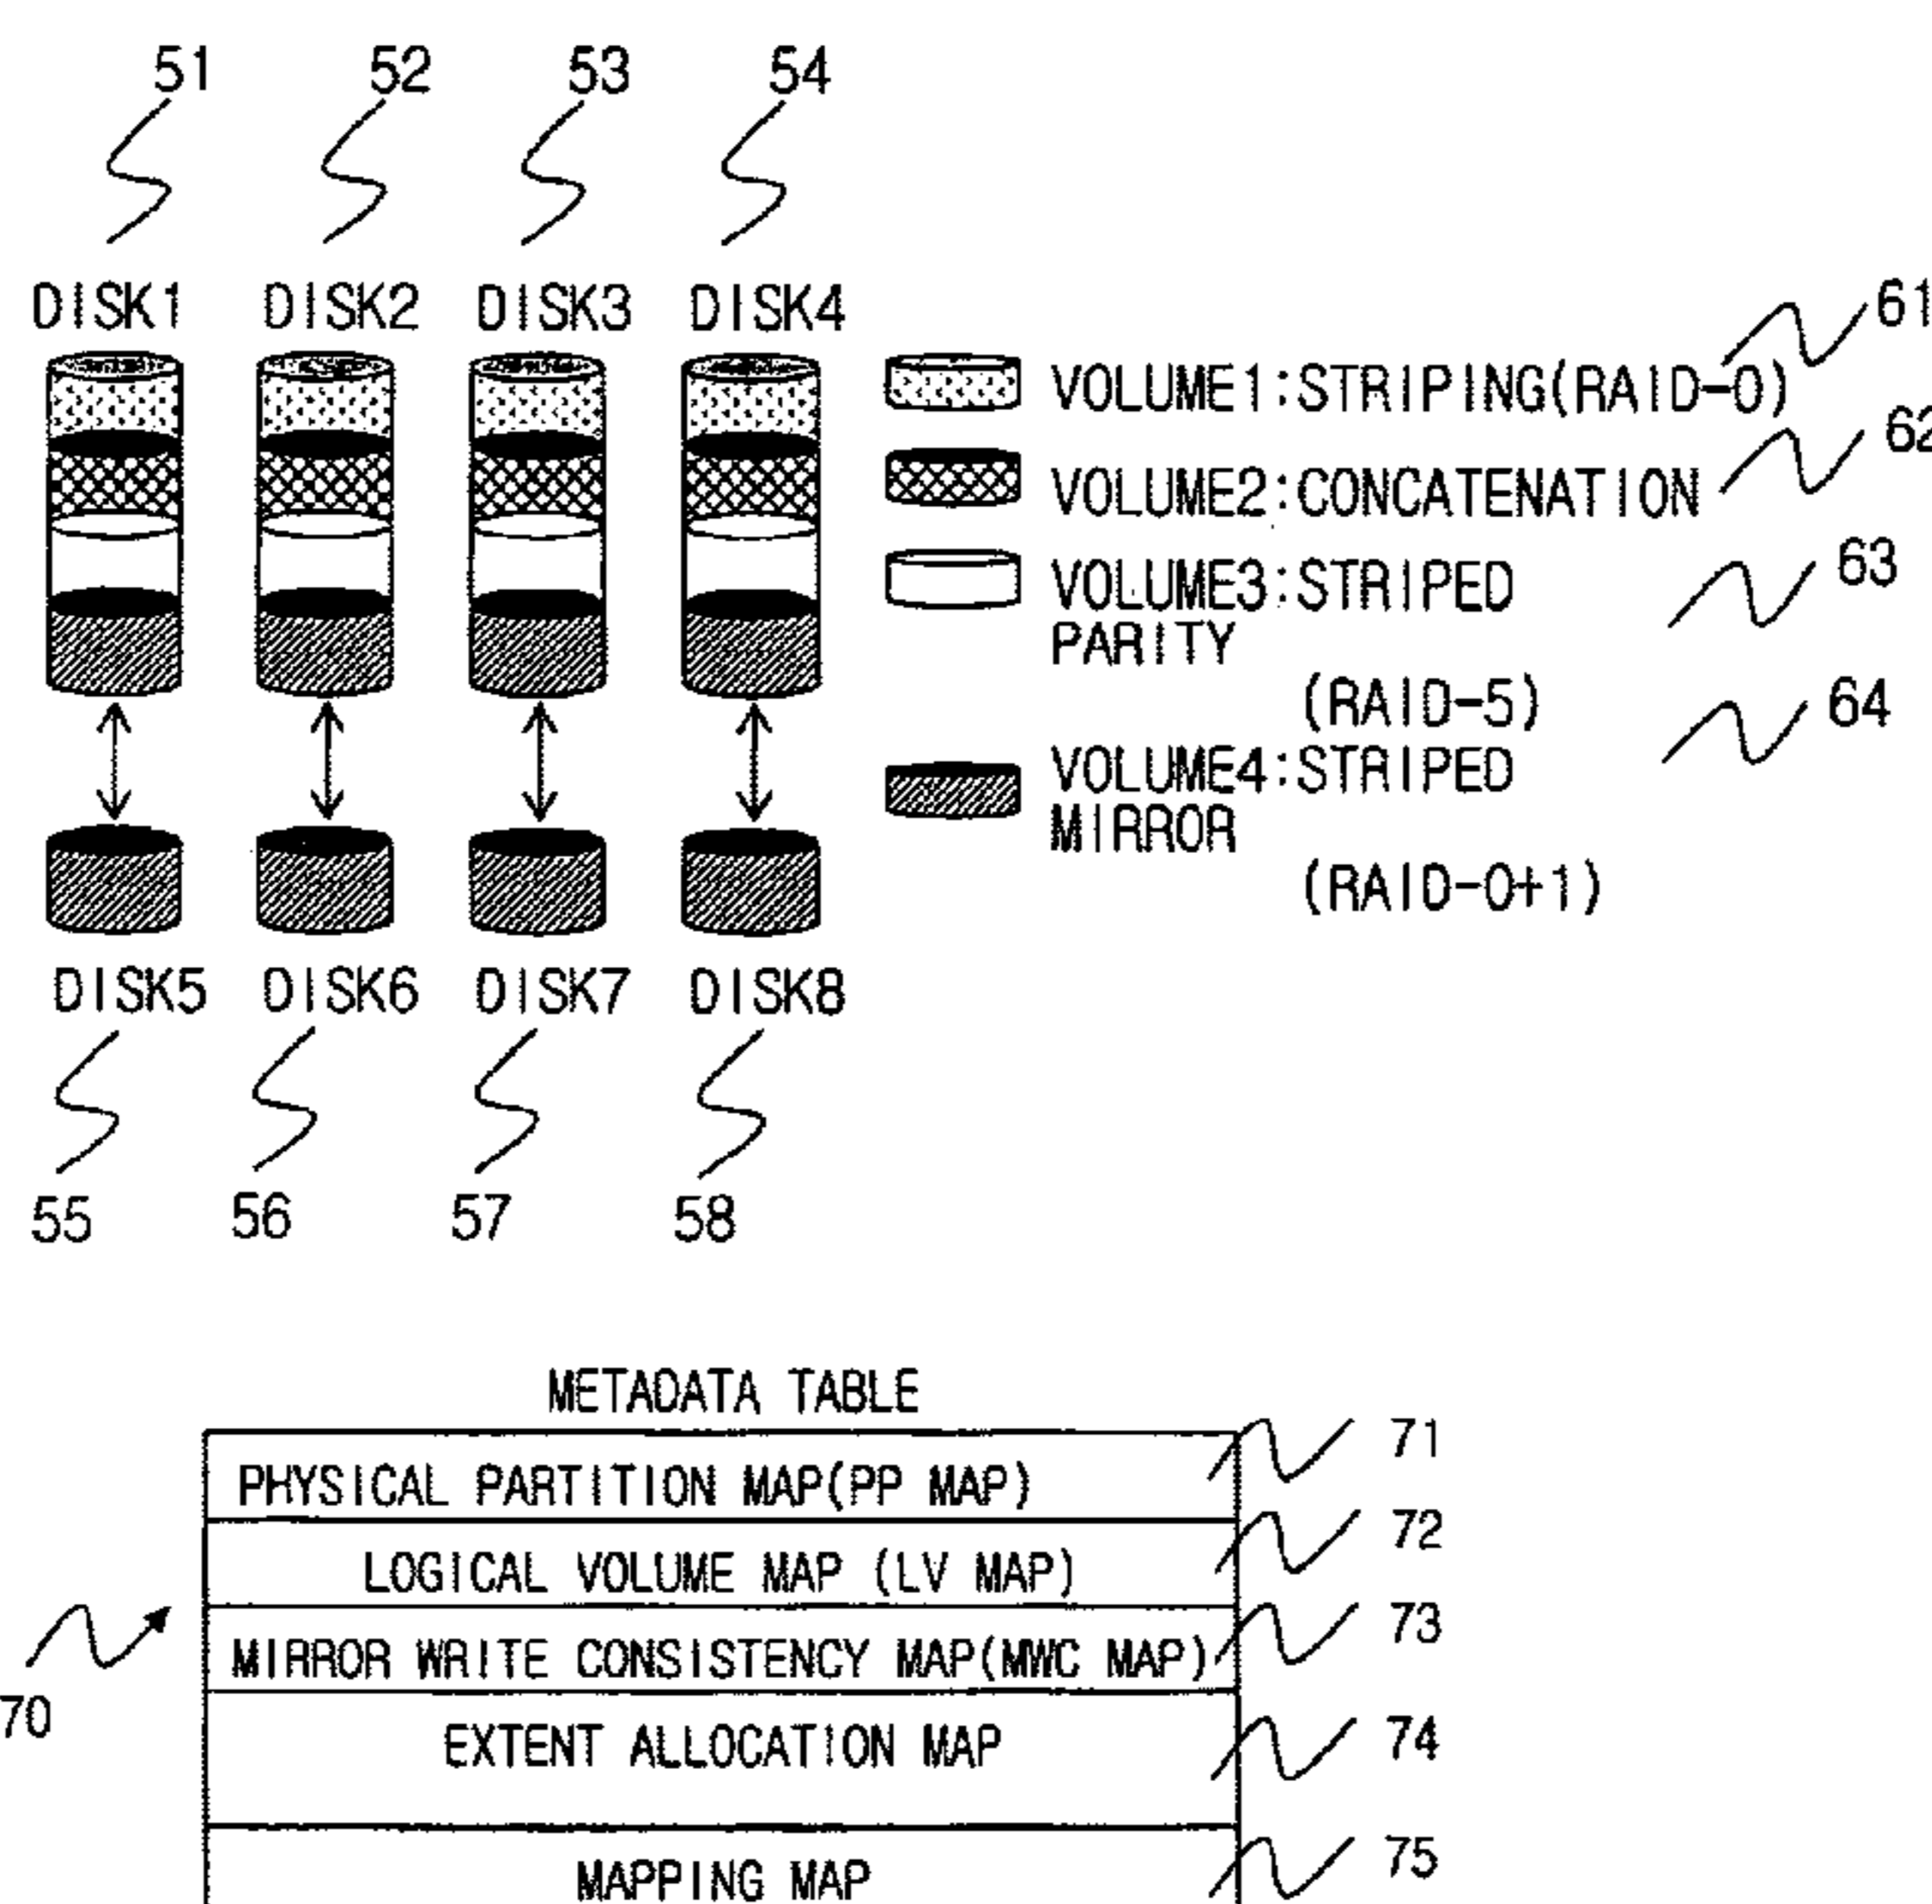 51 52 53 54
DISK1 DISK2 DISK3 DISK4
61
VOLUME1:STRIPING(RAID-0)
62
VOLUME2:CONCATENATION
63
VOLUME3:STRIPED
PARITY
(RAID-5)
64
VOLUME4:STRIPED
MIRROR
(RAID-0+1)
DISK5 DISK6 DISK7 DISK8
55 56 57 58
METADATA TABLE
71
PHYSICAL PARTITION MAP(PP MAP)
72
LOGICAL VOLUME MAP (LV MAP)
73
MIRROR WRITE CONSISTENCY MAP(MWC MAP)
70
EXTENT ALLOCATION MAP
74
MAPPING MAP
75